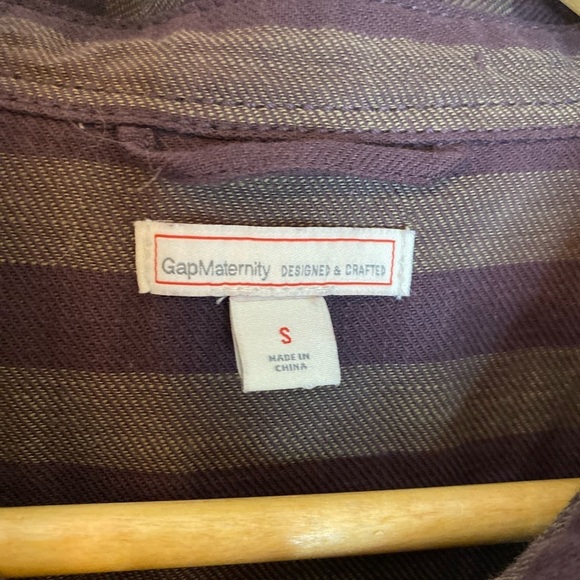 GapMaternity DESIGNED & CRAFTED
S
MADE IN
CHINA